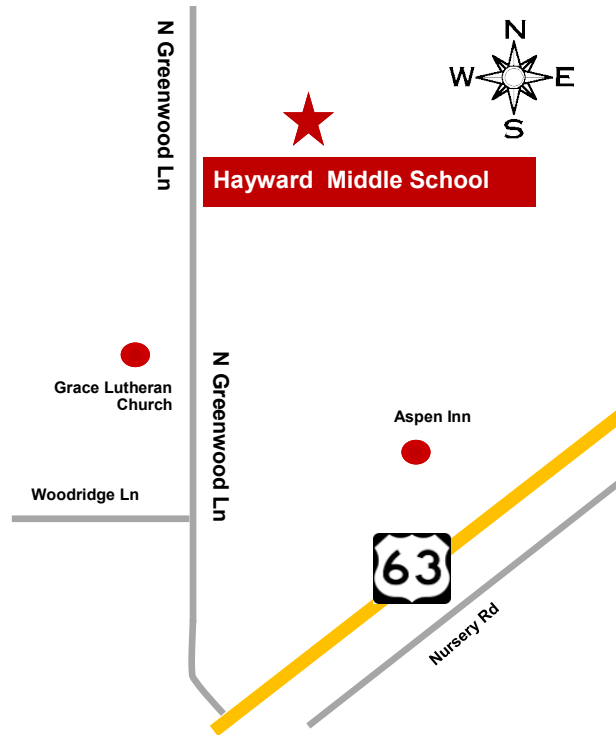 N Greenwood Ln
N
W
E
S
Hayward Middle School
N Greenwood Ln
Grace Lutheran
Church
Aspen Inn
Woodridge Ln
63
Nursery Rd